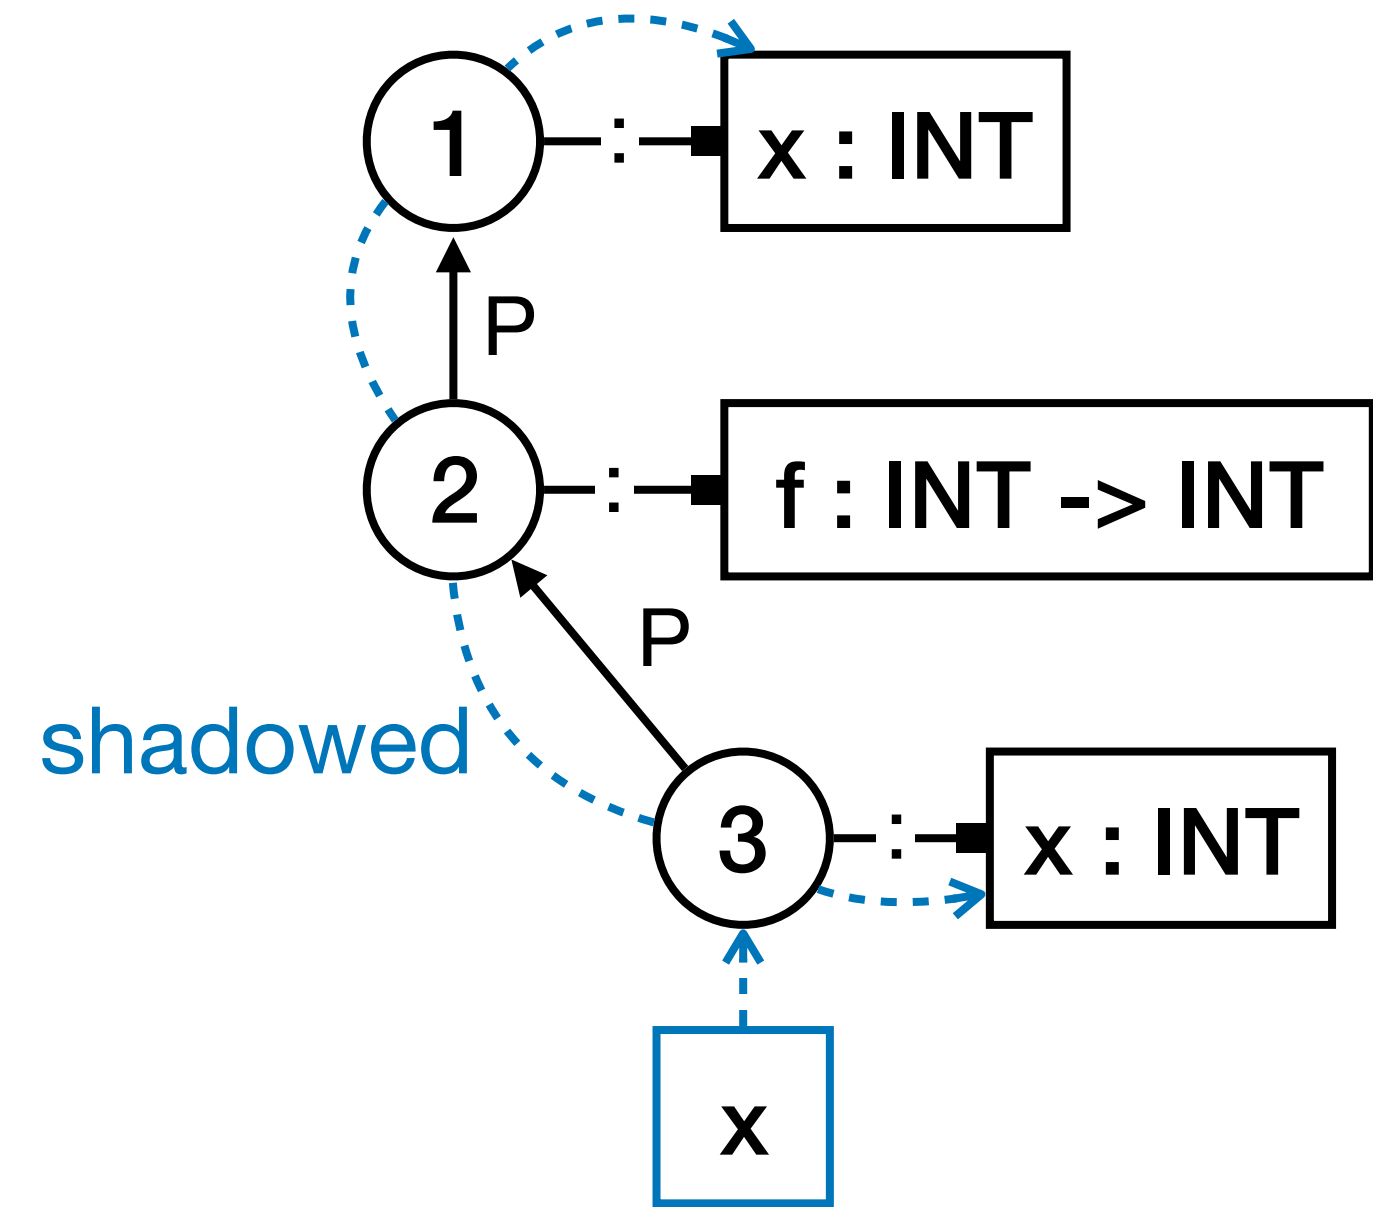 1 : x : INT
P
2 : f : INT -> INT
P
shadowed
3 : x : INT
x